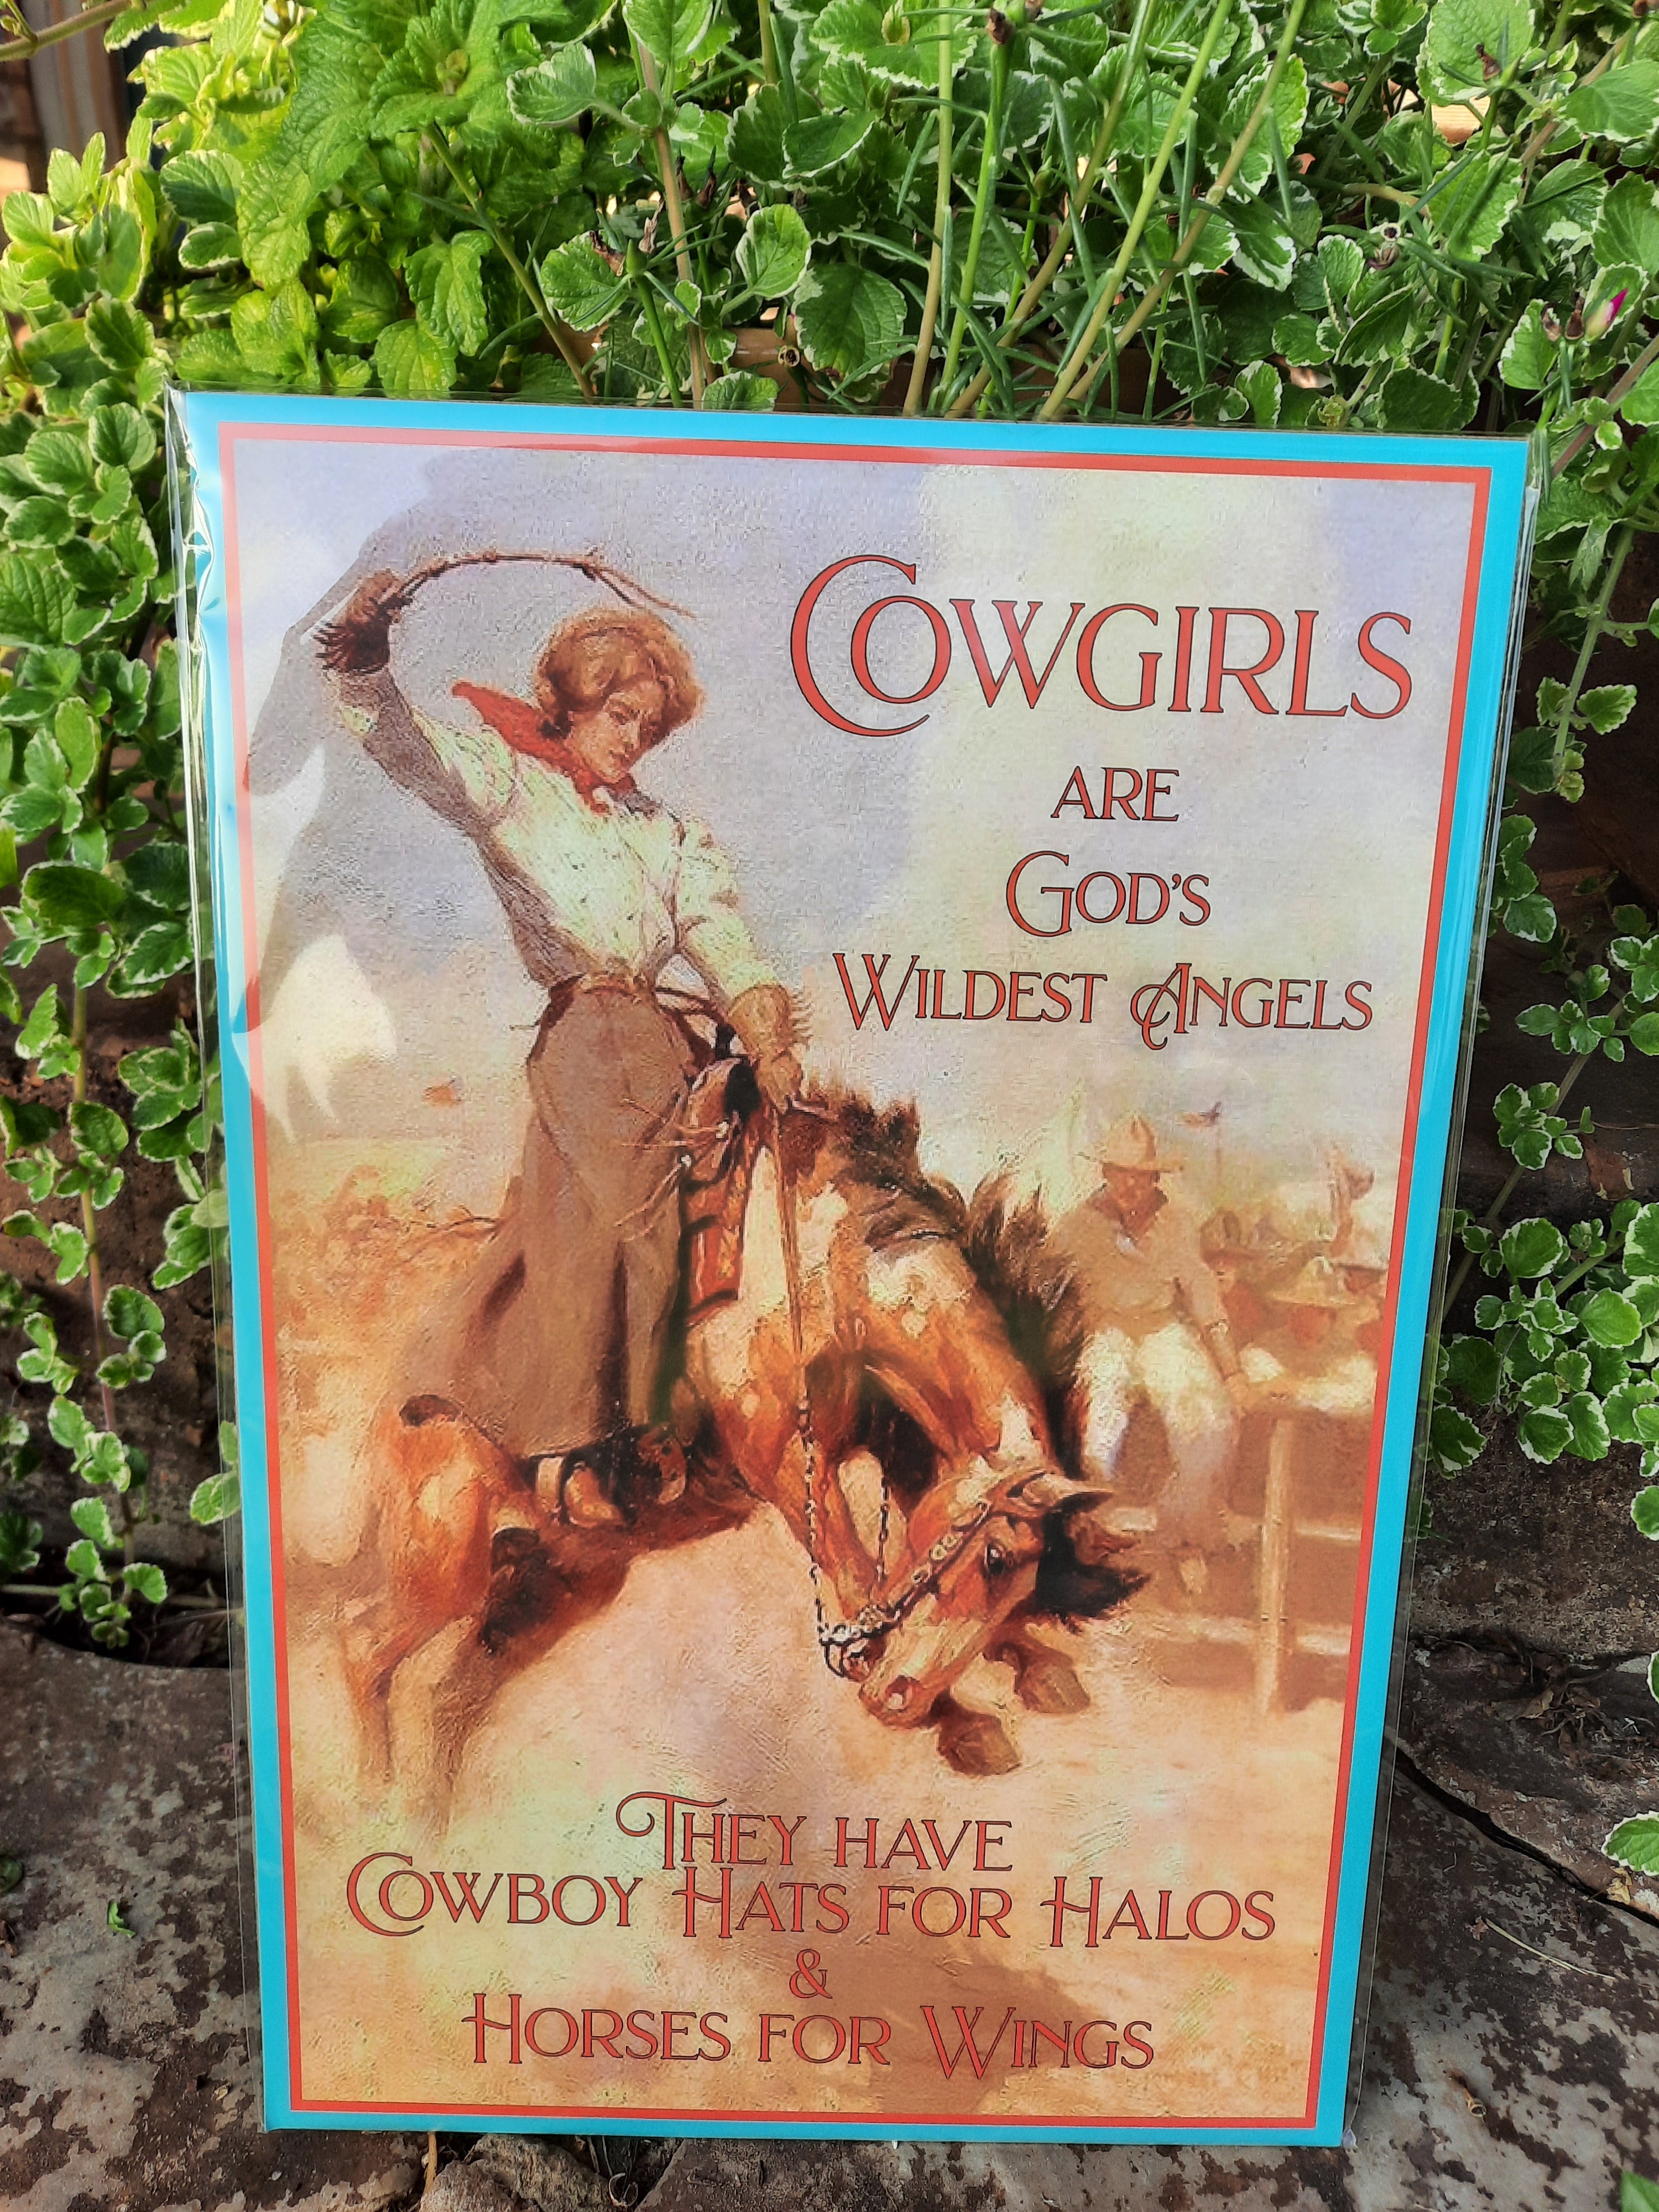 COWGIRLS
ARE
GOD'S
WILDEST ANGELS
THEY HAVE
COWBOY HATS FOR HALOS
&
HORSES FOR WINGS